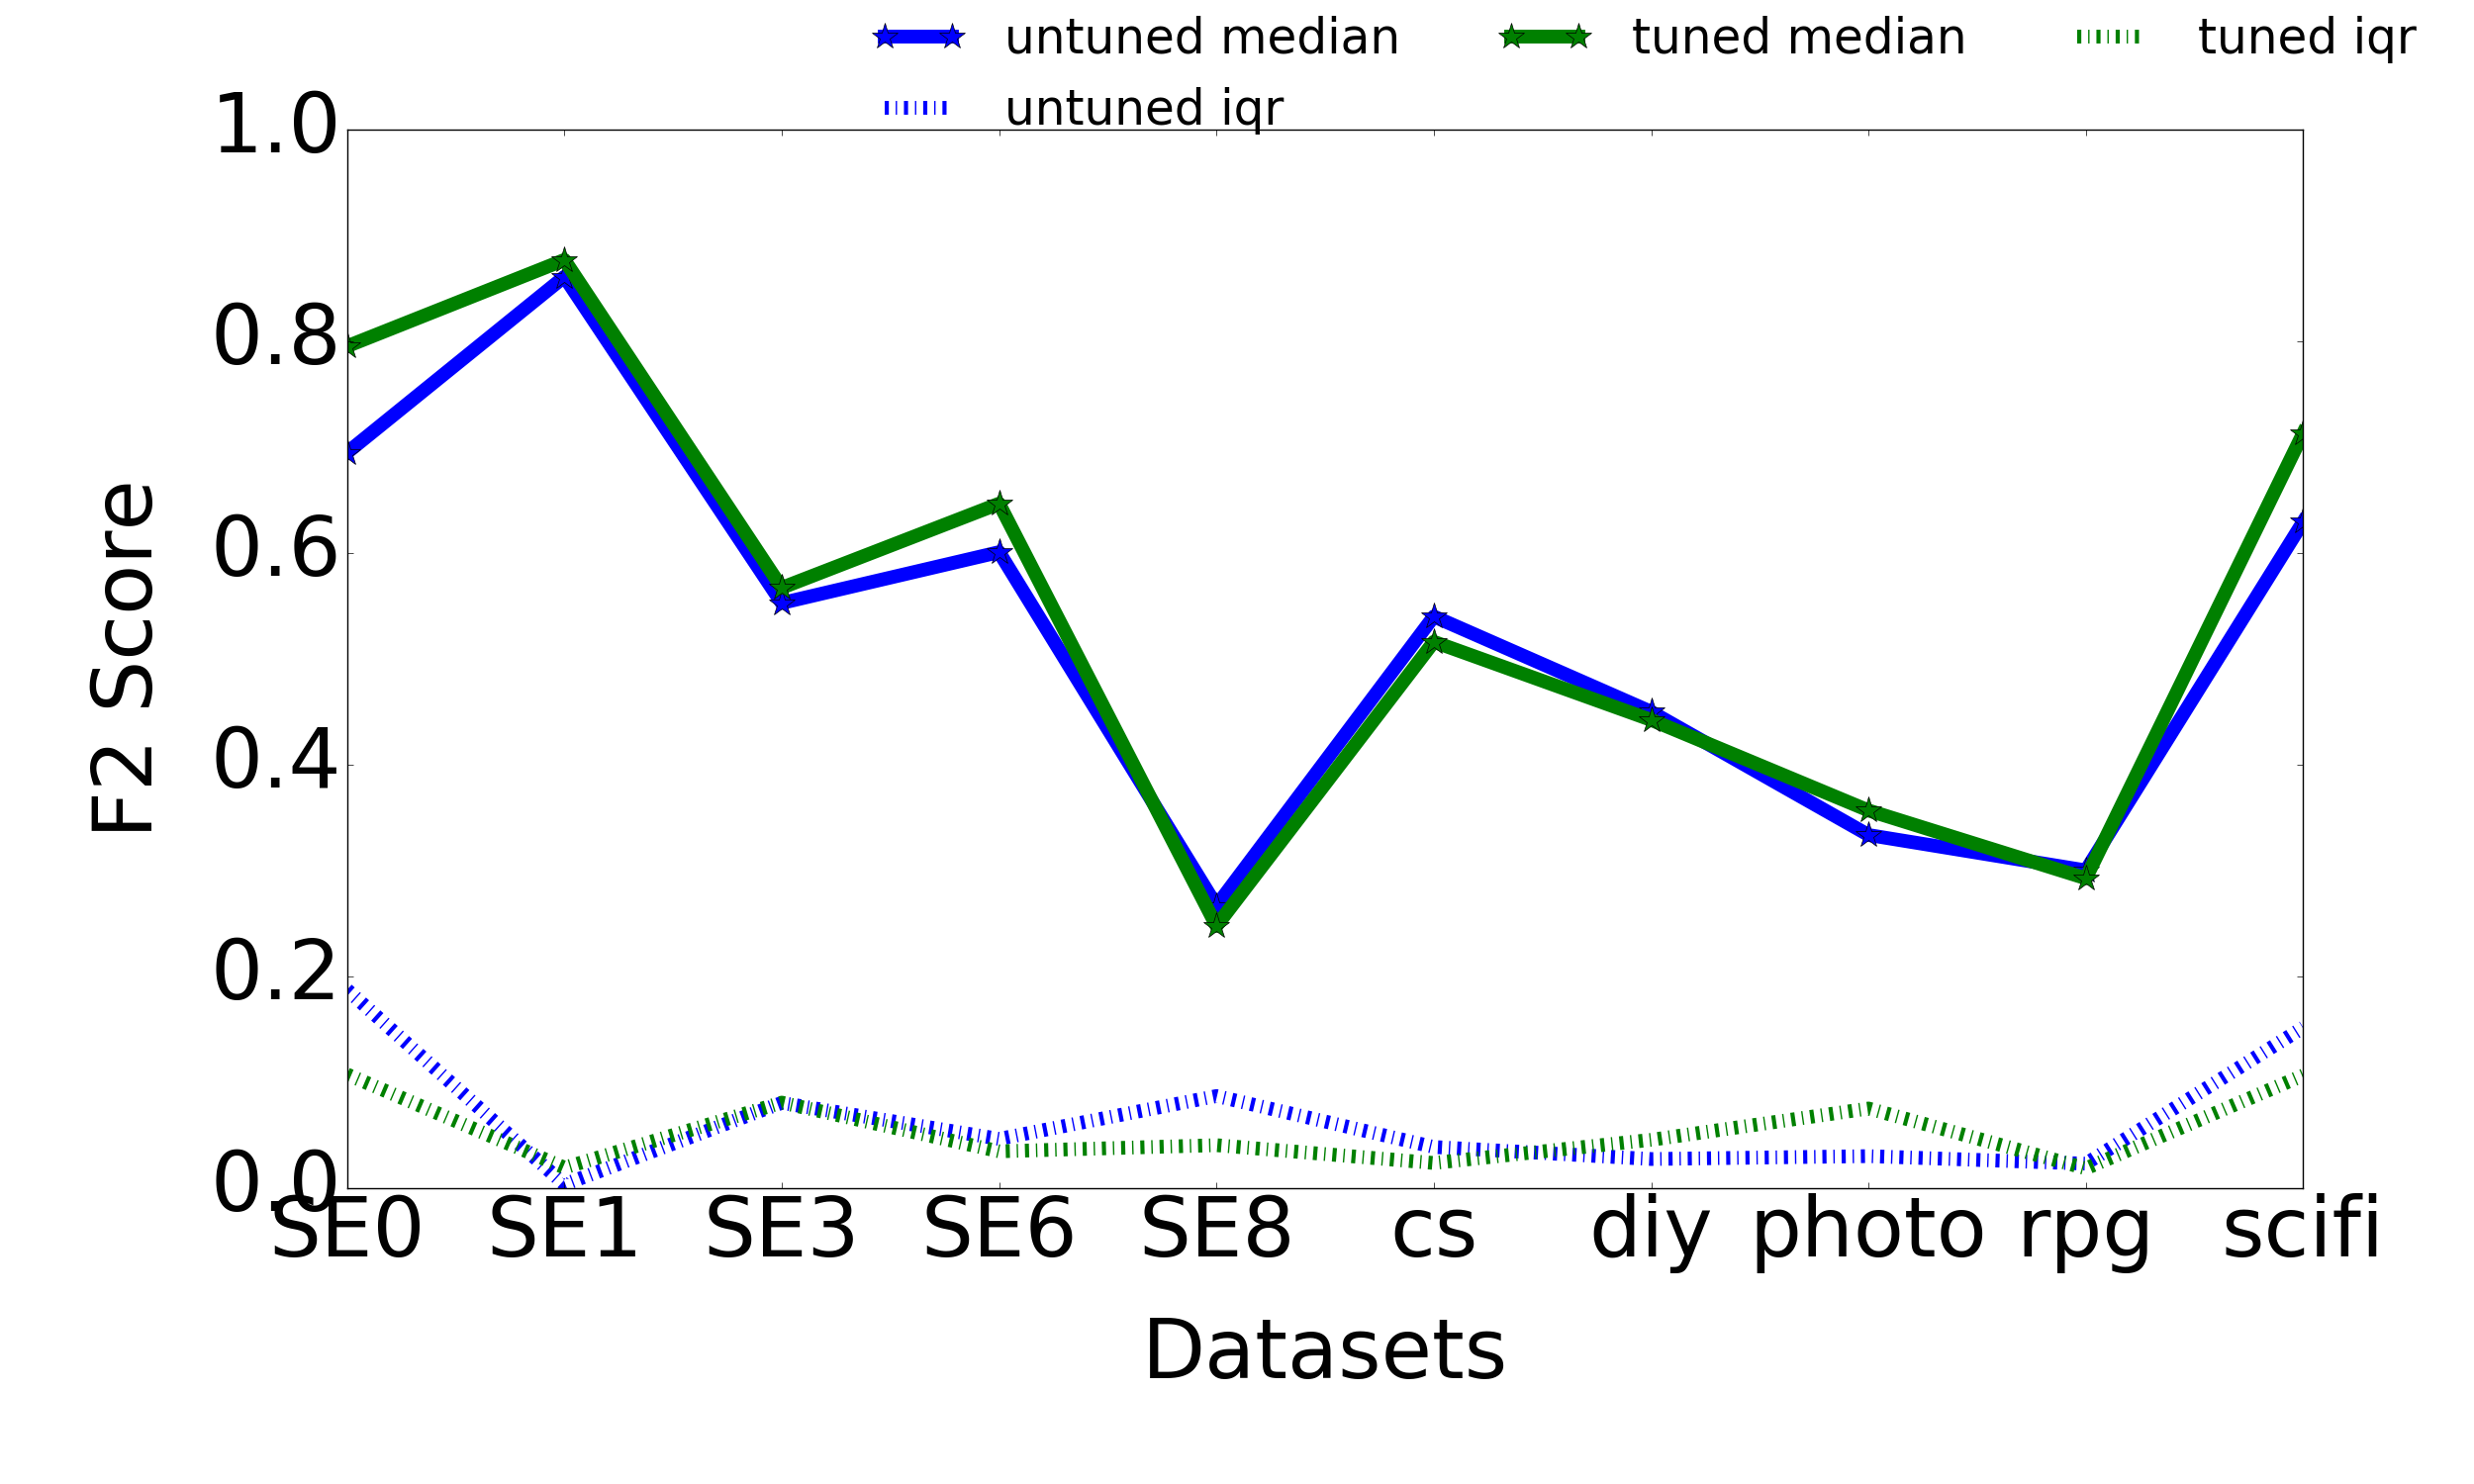 untuned median
tuned median
tuned iqr
untuned iqr
1.0
0.8
0.6
0.4
0.2
0.0
F2 Score
SE0 SE1 SE3 SE6 SE8 cs diy photo rpg scifi
Datasets